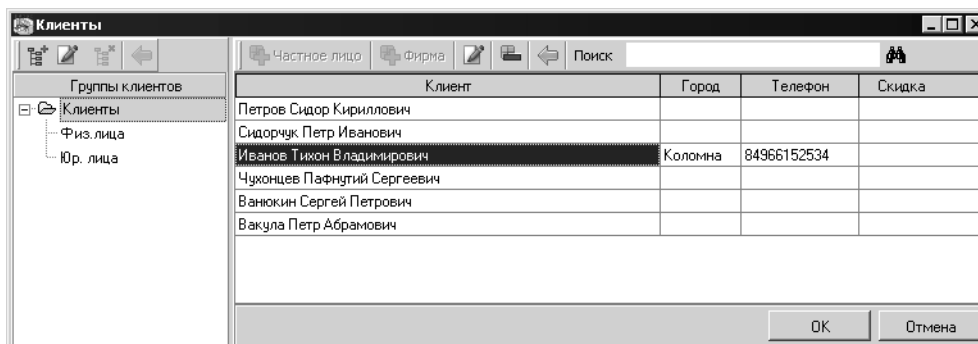 Клиенты
Частное лицо Фирма Поиск
Группы клиентов Клиент Город Телефон Скидка
Клиенты Петров Сидор Кириллович
Физ.лица Сидорчук Петр Иванович
Юр. лица Иванов Тихон Владимирович Коломна 84966152534
Чухонцев Пафнутий Сергеевич
Ванюкин Сергей Петрович
Вакула Петр Абрамович
OK Отмена